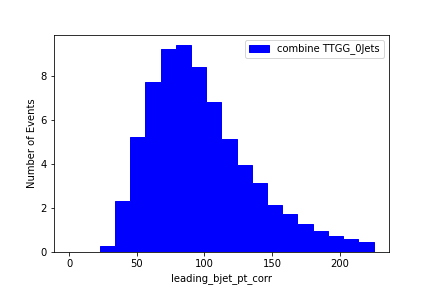 combine TTGG_0Jets
8
6
4
2
0
Number of Events
0 50 100 150 200
leading_bjet_pt_corr